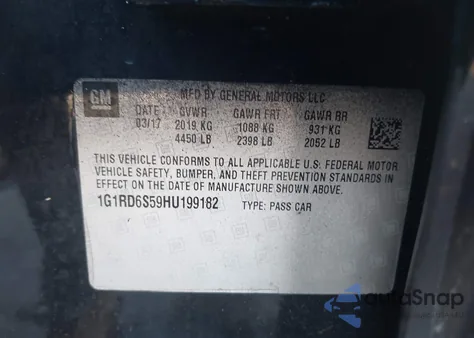 GM
MFD BY GENERAL MOTORS LLC
DATE GVWR GAWR FRT GAWR RR
03/17 2019 KG 1088 KG 931 KG
4450 LB 2398 LB 2052 LB
THIS VEHICLE CONFORMS TO ALL APPLICABLE U.S. FEDERAL MOTOR
VEHICLE SAFETY, BUMPER, AND THEFT PREVENTION STANDARDS IN
EFFECT ON THE DATE OF MANUFACTURE SHOWN ABOVE.
1G1RD6S59HU199182 TYPE: PASS CAR
autoSnap